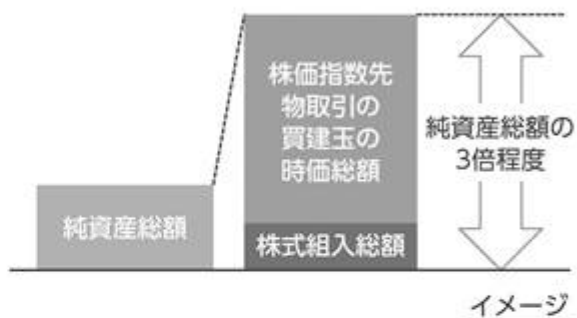 株価指数先
物取引の
買建玉の
時価総額
純資産総額の
3倍程度
純資産総額
株式組入総額
イメージ